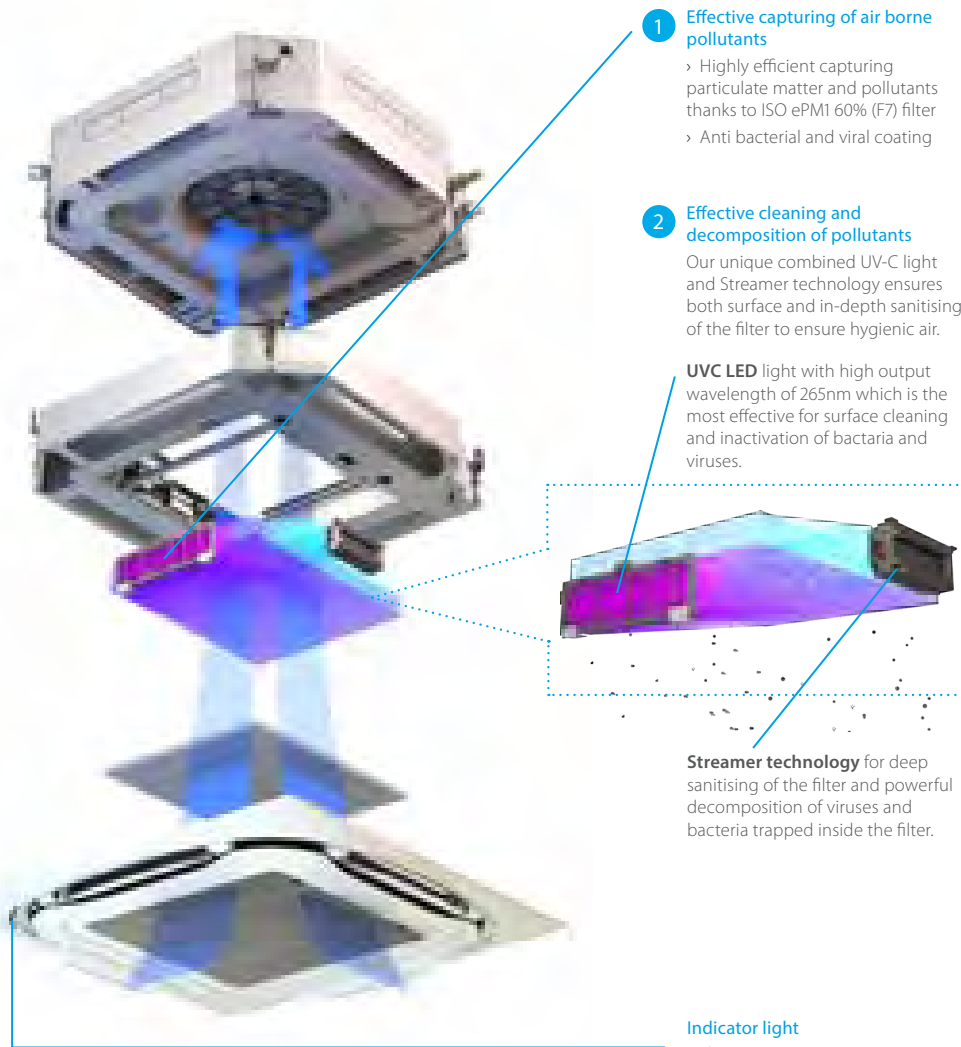 1
Effective capturing of air borne
pollutants
› Highly efficient capturing
particulate matter and pollutants
thanks to ISO ePM1 60% (F7) filter
› Anti bacterial and viral coating
2
Effective cleaning and
decomposition of pollutants
Our unique combined UV-C light
and Streamer technology ensures
both surface and in-depth sanitising
of the filter to ensure hygienic air.
UVC LED light with high output
wavelength of 265nm which is the
most effective for surface cleaning
and inactivation of bactaria and
viruses.
Streamer technology for deep
sanitising of the filter and powerful
decomposition of viruses and
bacteria trapped inside the filter.
Indicator light